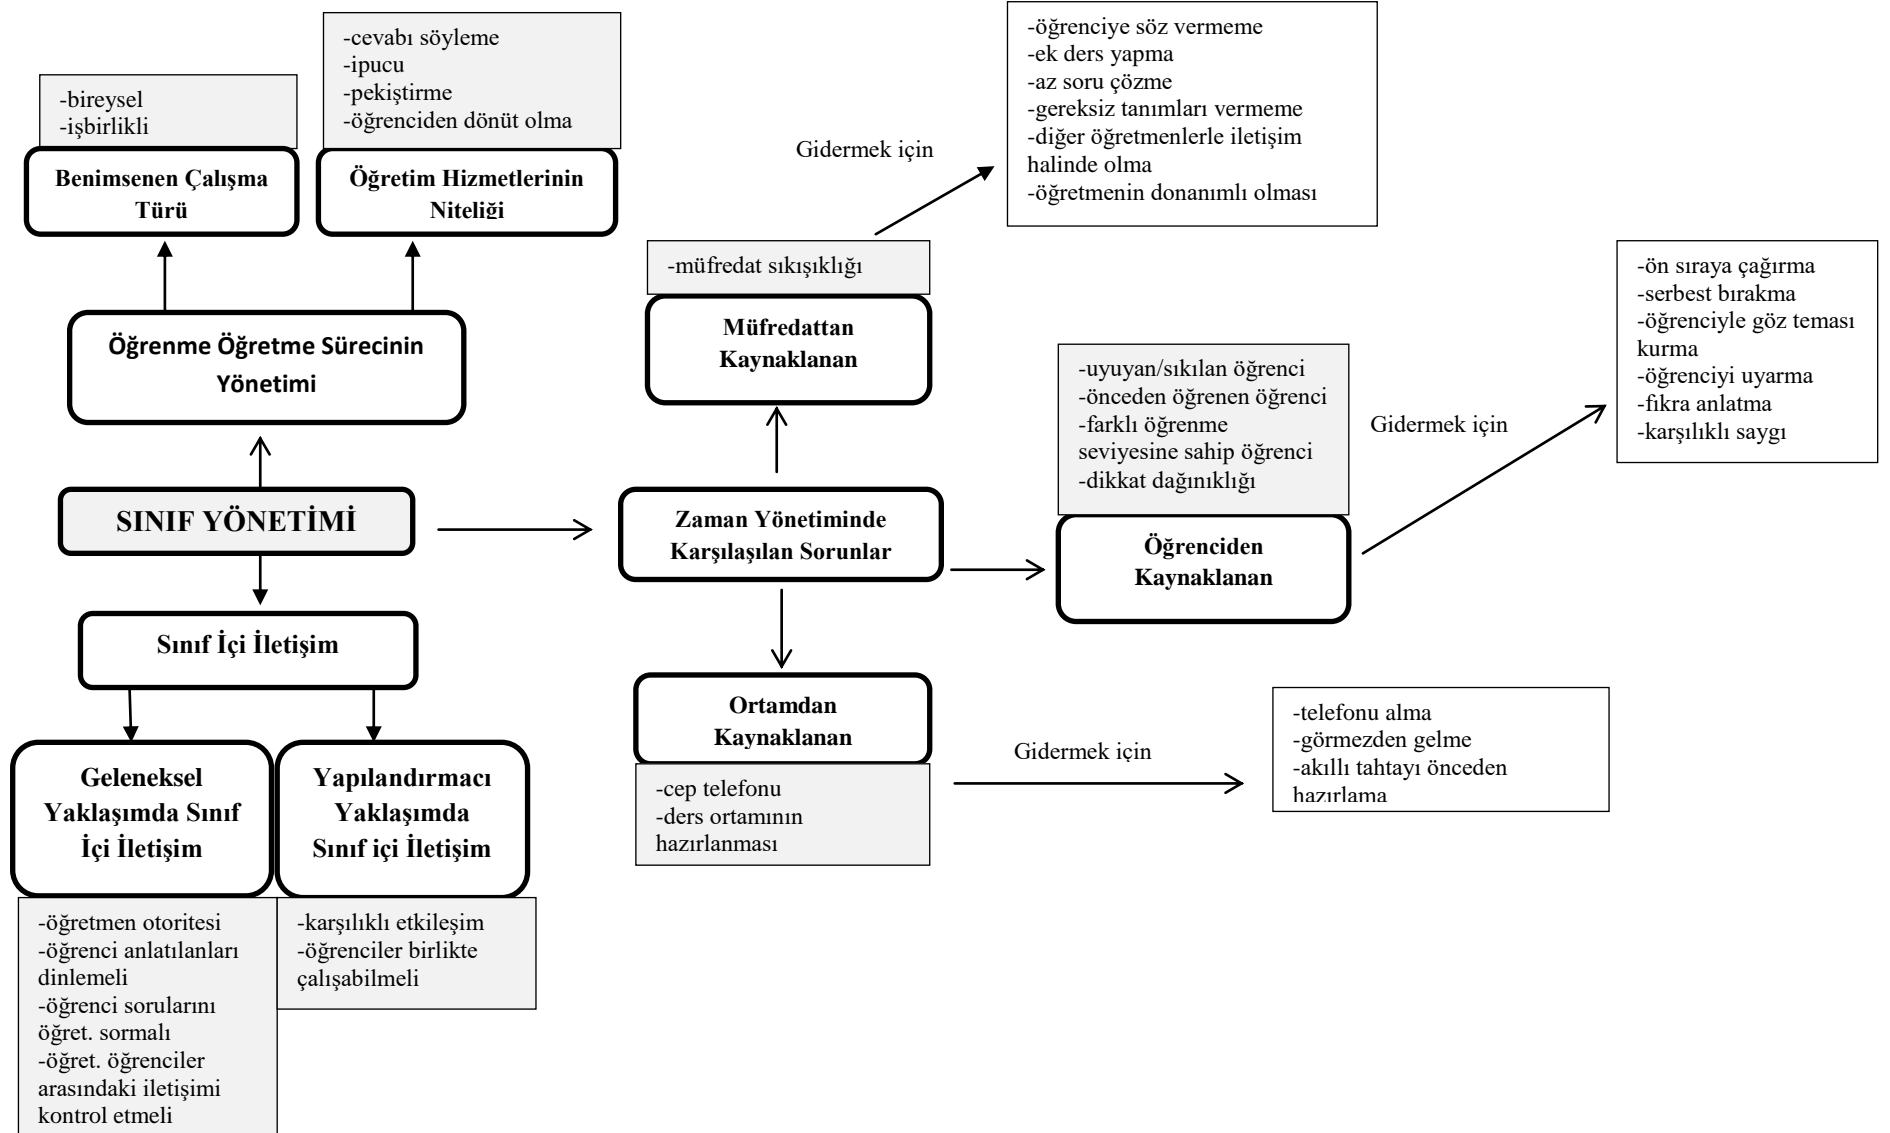 -cevabı söyleme
-ipucu
-pekiştirme
-öğrenciden dönüt olma
-bireysel
-işbirlikli
Benimsenen Çalışma
Türü
Öğretim Hizmetlerinin
Niteliği
Öğrenme Öğretme Sürecinin
Yönetimi
SINIF YÖNETİMİ
Sınıf İçi İletişim
Geleneksel
Yaklaşımda Sınıf
İçi İletişim
-öğretmen otoritesi
-öğrenci anlatılanları
dinlemeli
-öğrenci sorularını
öğret. sormalı
-öğret. öğrenciler
arasındaki iletişimi
kontrol etmeli
Yapılandırmacı
Yaklaşımda
Sınıf içi İletişim
-karşılıklı etkileşim
-öğrenciler birlikte
çalışabilmeli
Zaman Yönetiminde
Karşılaşılan Sorunlar
-müfredat sıkışıklığı
Müfredattan
Kaynaklanan
Gidermek için
-öğrenciye söz vermeme
-ek ders yapma
-az soru çözme
-gereksiz tanımları vermeme
-diğer öğretmenlerle iletişim
halinde olma
-öğretmenin donanımlı olması
-uyuyan/sıkılan öğrenci
-önceden öğrenen öğrenci
-farklı öğrenme
seviyesine sahip öğrenci
-dikkat dağınıklığı
Öğrenciden
Kaynaklanan
Gidermek için
-ön sıraya çağırma
-serbest bırakma
-öğrenciyle göz teması
kurma
-öğrenciyi uyarma
-fıkra anlatma
-karşılıklı saygı
Ortamdan
Kaynaklanan
-cep telefonu
-ders ortamının
hazırlanması
Gidermek için
-telefonu alma
-görmezden gelme
-akıllı tahtayı önceden
hazırlama